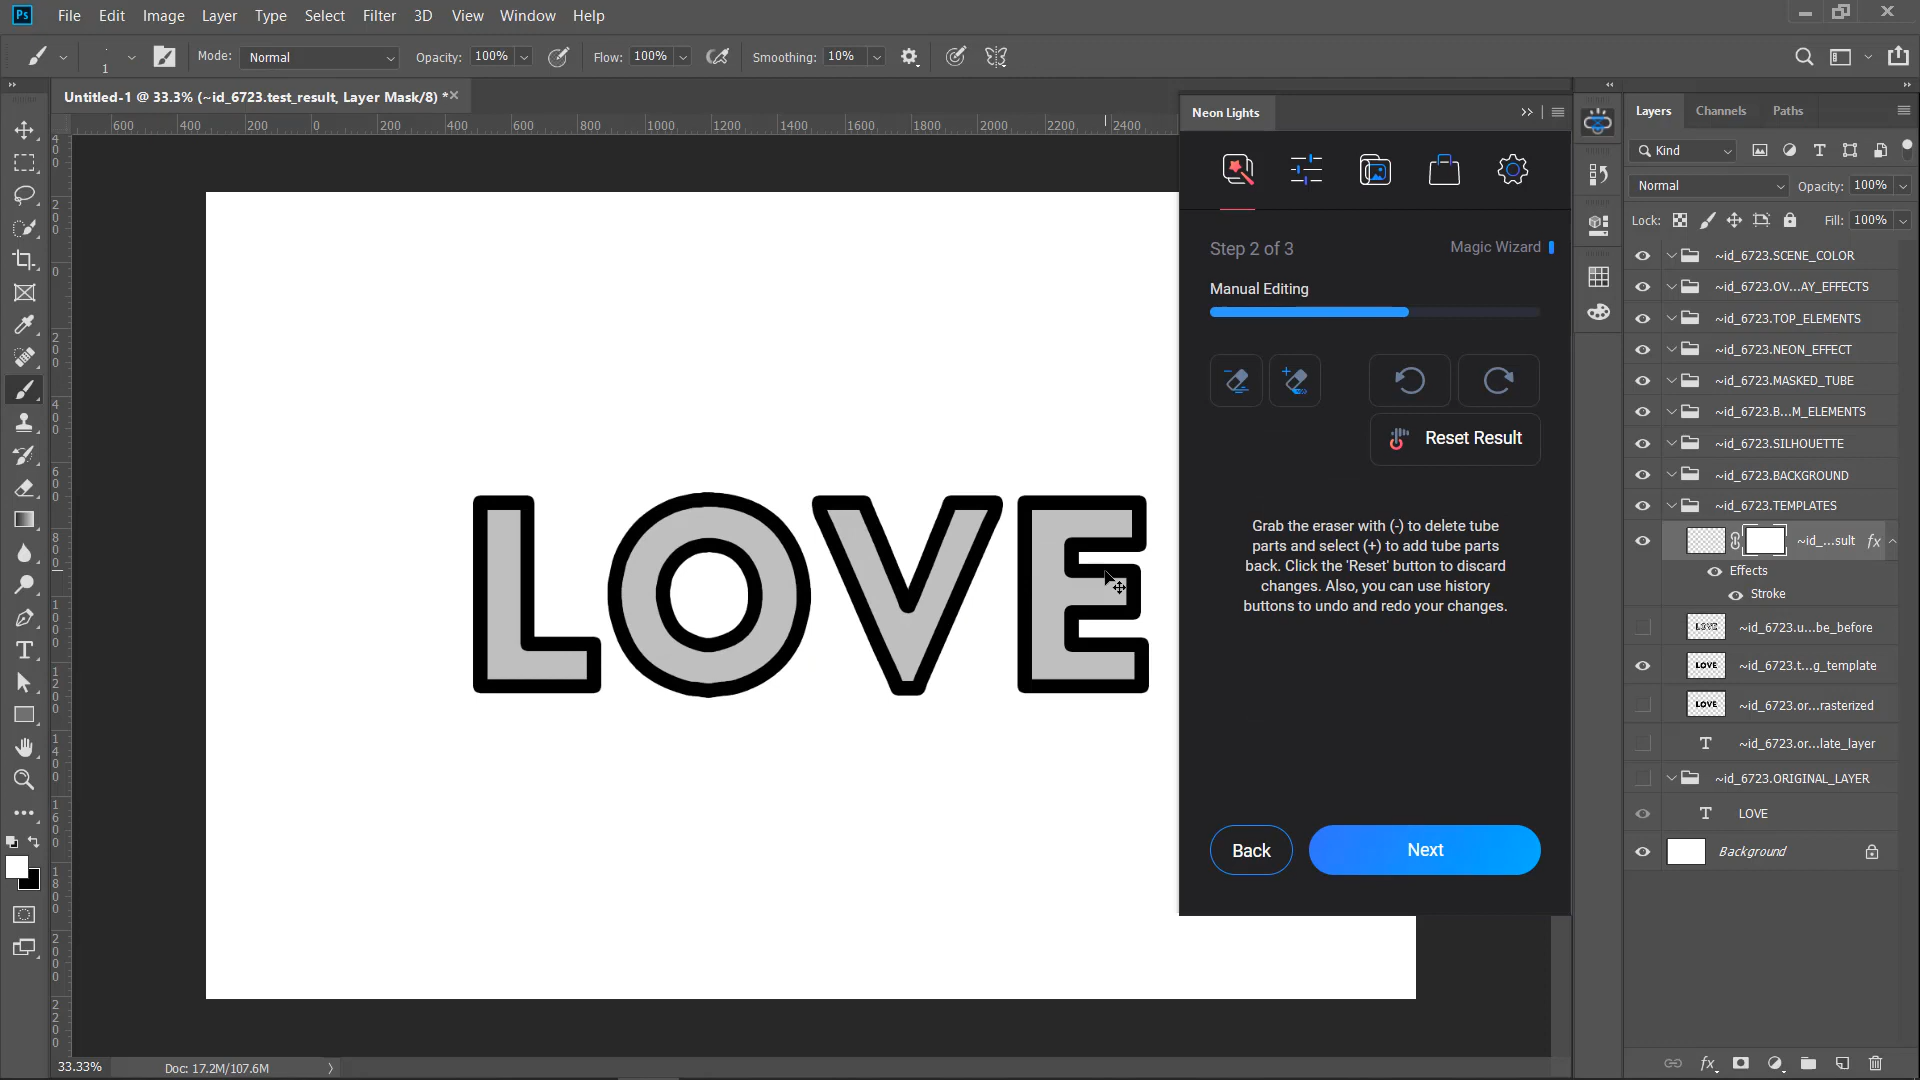 Ps File Edit Image Layer Type Select Filter 3D View Window Help
1 Mode: Normal Opacity: 100% Flow: 100% Smoothing: 10%
Untitled-1 @ 33.3% (~id_6723.test_result, Layer Mask/8) *
600 400 200 0 200 400 600 800 1000 1200 1400 1600 1800 2000 2200 2400
Neon Lights
Step 2 of 3
Magic Wizard
Manual Editing
Reset Result
Grab the eraser with (-) to delete tube
parts and select (+) to add tube parts
back. Click the 'Reset' button to discard
changes. Also, you can use history
buttons to undo and redo your changes.
Back
Next
LOVE
Layers Channels Paths
Kind
Normal Opacity: 100%
Lock: Fill: 100%
~id_6723.SCENE_COLOR
~id_6723.OV...AY_EFFECTS
~id_6723.TOP_ELEMENTS
~id_6723.NEON_EFFECT
~id_6723.MASKED_TUBE
~id_6723.B...M_ELEMENTS
~id_6723.SILHOUETTE
~id_6723.BACKGROUND
~id_6723.TEMPLATES
~id_...sult fx
Effects
Stroke
LOVE ~id_6723.u...be_before
LOVE ~id_6723.t...g_template
LOVE ~id_6723.or...rasterized
T ~id_6723.or...late_layer
~id_6723.ORIGINAL_LAYER
T LOVE
Background
33.33% Doc: 17.2M/107.6M
fx